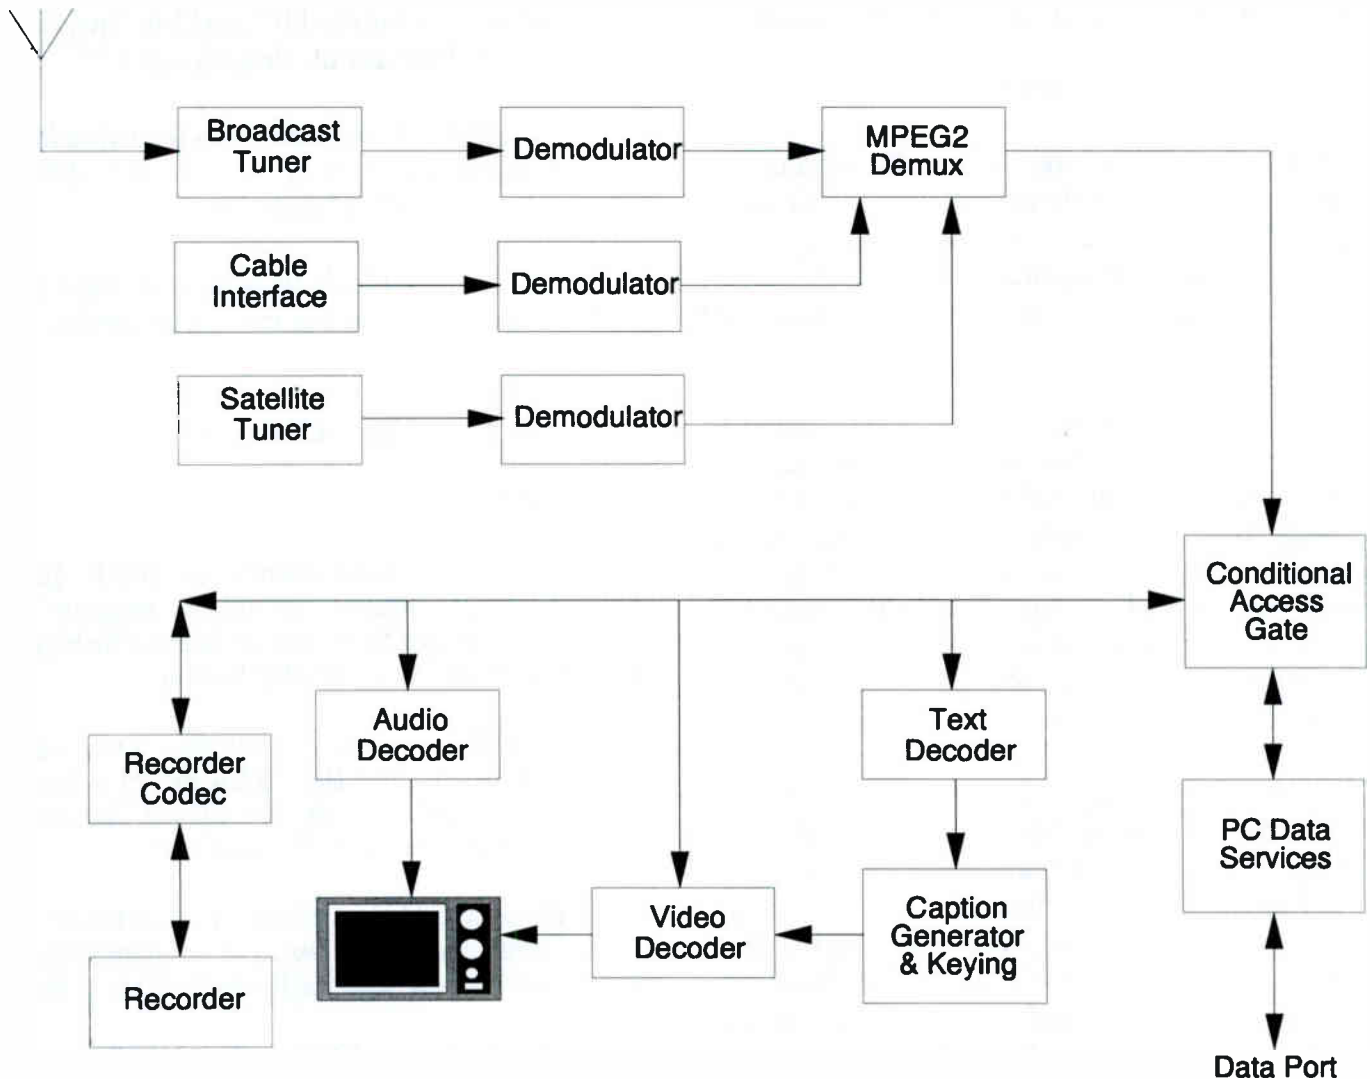 Broadcast
Tuner
Demodulator
MPEG2
Demux
Cable
Interface
Demodulator
Satellite
Tuner
Demodulator
Conditional
Access
Gate
Audio
Decoder
Text
Decoder
Recorder
Codec
PC Data
Services
Video
Decoder
Caption
Generator
& Keying
Recorder
Data Port